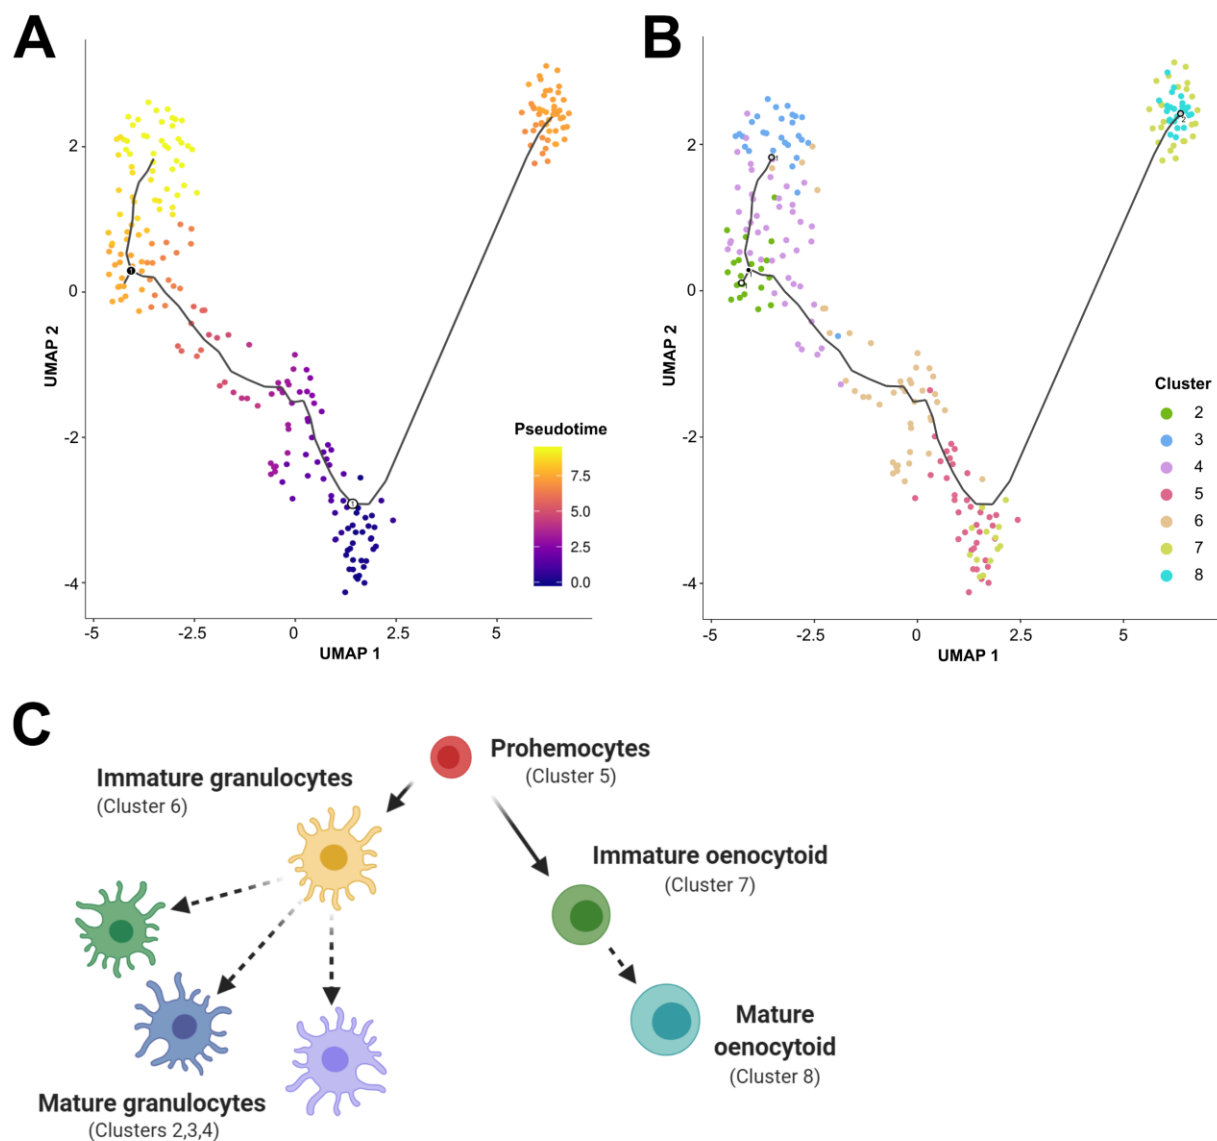 A
B
2
0
-2
-4
UMAP 2
-5
-2.5
0
2.5
5
UMAP 1
Pseudotime
7.5
5.0
2.5
0.0
1
1
2
0
-2
-4
UMAP 2
-5
-2.5
0
2.5
5
UMAP 1
2
1
Cluster
2
3
4
5
6
7
8
C
Prohemocytes
(Cluster 5)
Immature granulocytes
(Cluster 6)
Immature oenocytoid
(Cluster 7)
Mature
oenocytoid
(Cluster 8)
Mature granulocytes
(Clusters 2,3,4)